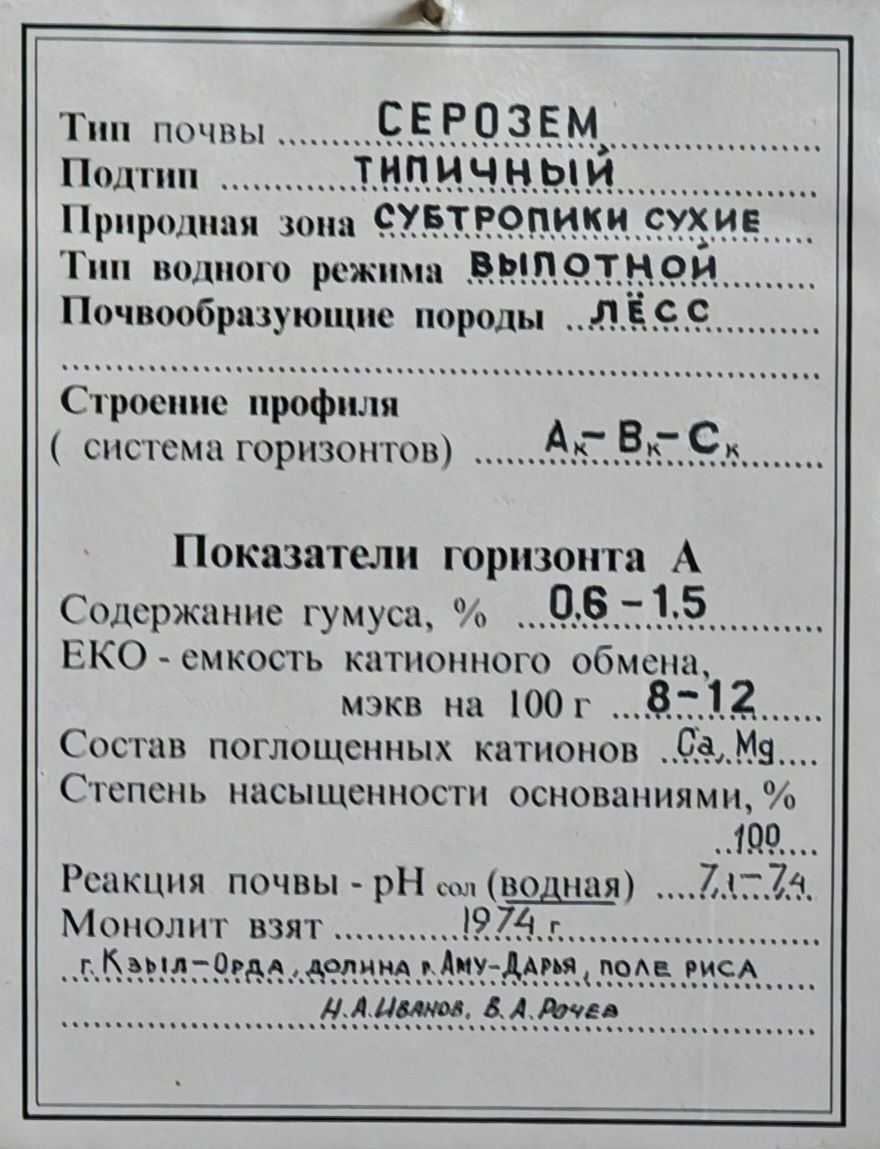 Тип почвы СЕРОЗЕМ
Подтип ТИПИЧНЫЙ
Природная зона СУБТРОПИКИ СУХИЕ
Тип водного режима ВЫПОТНОЙ
Почвообразующие породы ЛЁСС
Строение профиля
( система горизонтов) Ак–Вк–Ск
Показатели горизонта А
Содержание гумуса, % 0.6 – 1.5
ЕКО - емкость катионного обмена,
мэкв на 100 г 8–12
Состав поглощенных катионов Ca, Mg
Степень насыщенности основаниями, %
100
Реакция почвы - pH сол (водная) 7,1–7,4
Монолит взят 1974 г.
г. Кзыл-Орда, долина р. Аму-Дарья, поле риса
Н.А.Иванов, В.А.Рочев